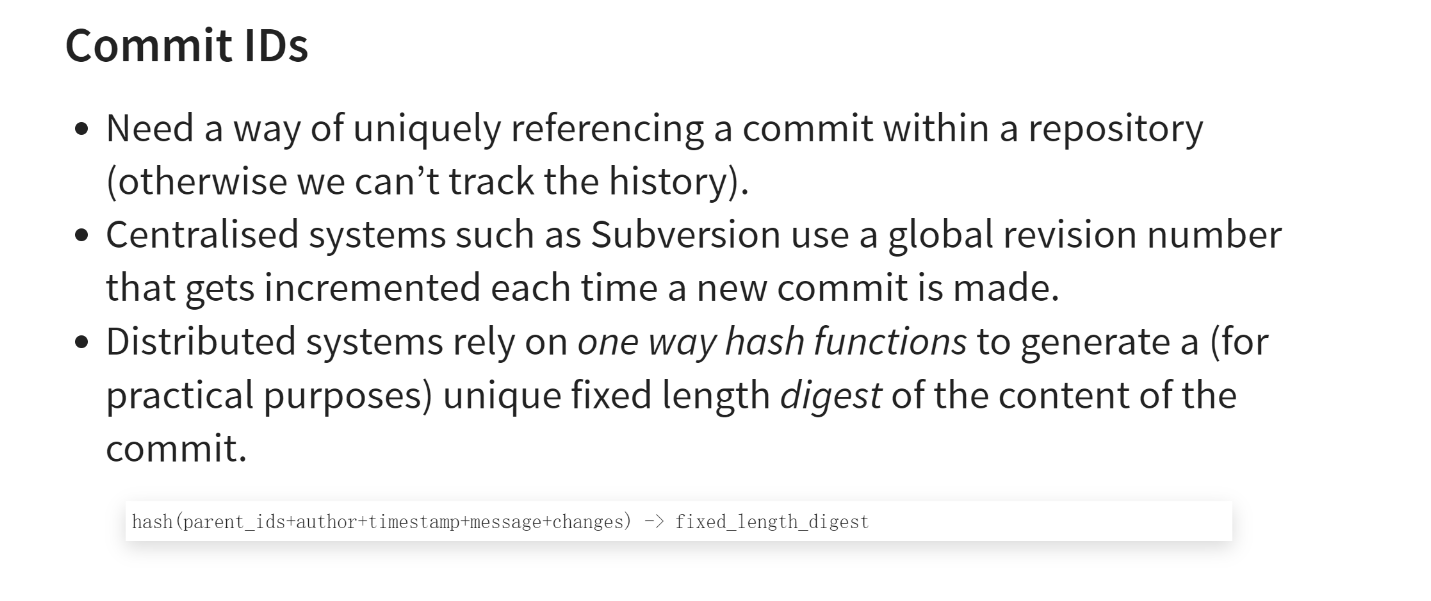 Commit IDs
• Need a way of uniquely referencing a commit within a repository
(otherwise we can’t track the history).
• Centralised systems such as Subversion use a global revision number
that gets incremented each time a new commit is made.
• Distributed systems rely on one way hash functions to generate a (for
practical purposes) unique fixed length digest of the content of the
commit.
hash(parent_ids+author+timestamp+message+changes) -> fixed_length_digest